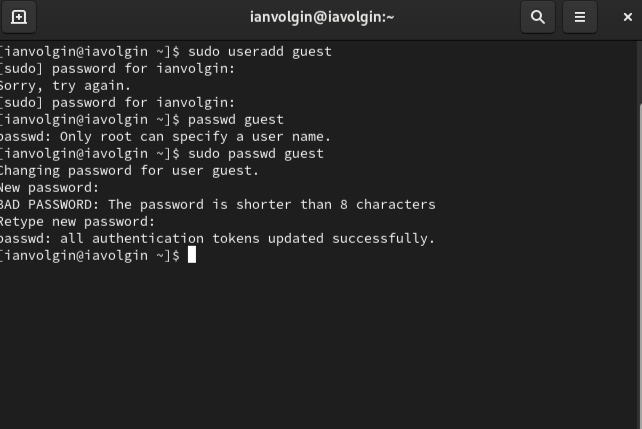 ianvolgin@iavolgin:~
[ianvolgin@iavolgin ~]$ sudo useradd guest
[sudo] password for ianvolgin:
Sorry, try again.
[sudo] password for ianvolgin:
[ianvolgin@iavolgin ~]$ passwd guest
passwd: Only root can specify a user name.
[ianvolgin@iavolgin ~]$ sudo passwd guest
Changing password for user guest.
New password:
BAD PASSWORD: The password is shorter than 8 characters
Retype new password:
passwd: all authentication tokens updated successfully.
[ianvolgin@iavolgin ~]$